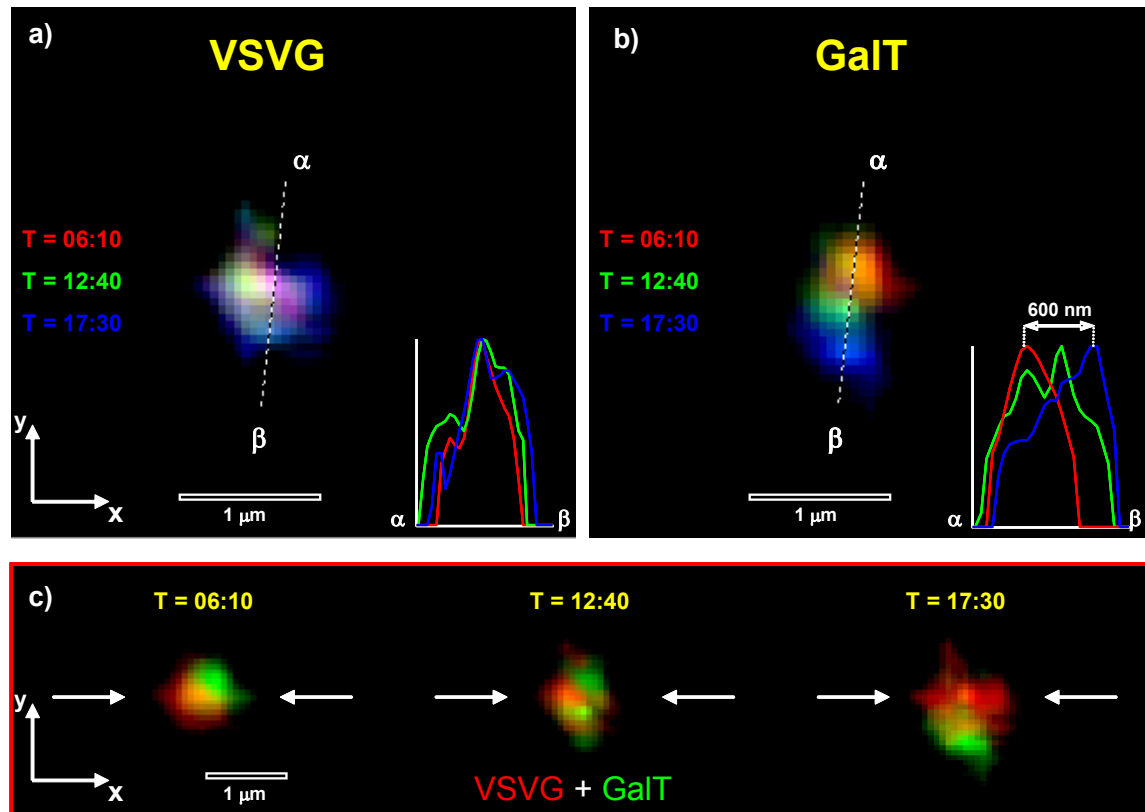 a)
VSVG
α
T = 06:10
T = 12:40
T = 17:30
β
y
x
1 μm
α
β
b)
GalT
α
T = 06:10
T = 12:40
T = 17:30
β
600 nm
1 μm
α
β
c)
T = 06:10
T = 12:40
T = 17:30
y
x
1 μm
VSVG + GalT